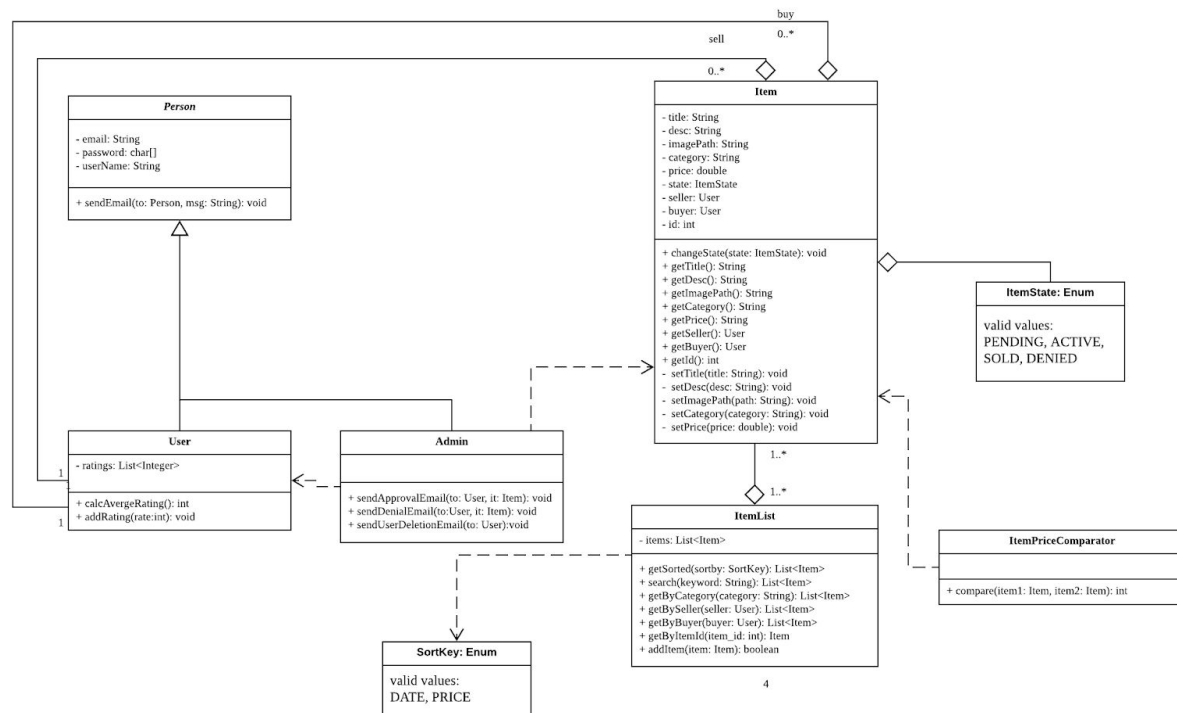 buy
0..*
sell
0..*
Person
- email: String
- password: char[]
- userName: String
+ sendEmail(to: Person, msg: String): void
Item
- title: String
- desc: String
- imagePath: String
- category: String
- price: double
- state: ItemState
- seller: User
- buyer: User
- id: int
+ changeState(state: ItemState): void
+ getTitle(): String
+ getDesc(): String
+ getImagePath(): String
+ getCategory(): String
+ getPrice(): String
+ getSeller(): User
+ getBuyer(): User
+ getId(): int
- setTitle(title: String): void
- setDesc(desc: String): void
- setImagePath(path: String): void
- setCategory(category: String): void
- setPrice(price: double): void
ItemState: Enum
valid values:
PENDING, ACTIVE,
SOLD, DENIED
User
- ratings: List<Integer>
+ calcAvergeRating(): int
+ addRating(rate:int): void
1
1
1
Admin
+ sendApprovalEmail(to: User, it: Item): void
+ sendDenialEmail(to:User, it: Item): void
+ sendUserDeletionEmail(to: User):void
1..*
1..*
ItemList
- items: List<Item>
+ getSorted(sortby: SortKey): List<Item>
+ search(keyword: String): List<Item>
+ getByCategory(category: String): List<Item>
+ getBySeller(seller: User): List<Item>
+ getByBuyer(buyer: User): List<Item>
+ getByItemId(item_id: int): Item
+ addItem(item: Item): boolean
ItemPriceComparator
+ compare(item1: Item, item2: Item): int
SortKey: Enum
valid values:
DATE, PRICE
4